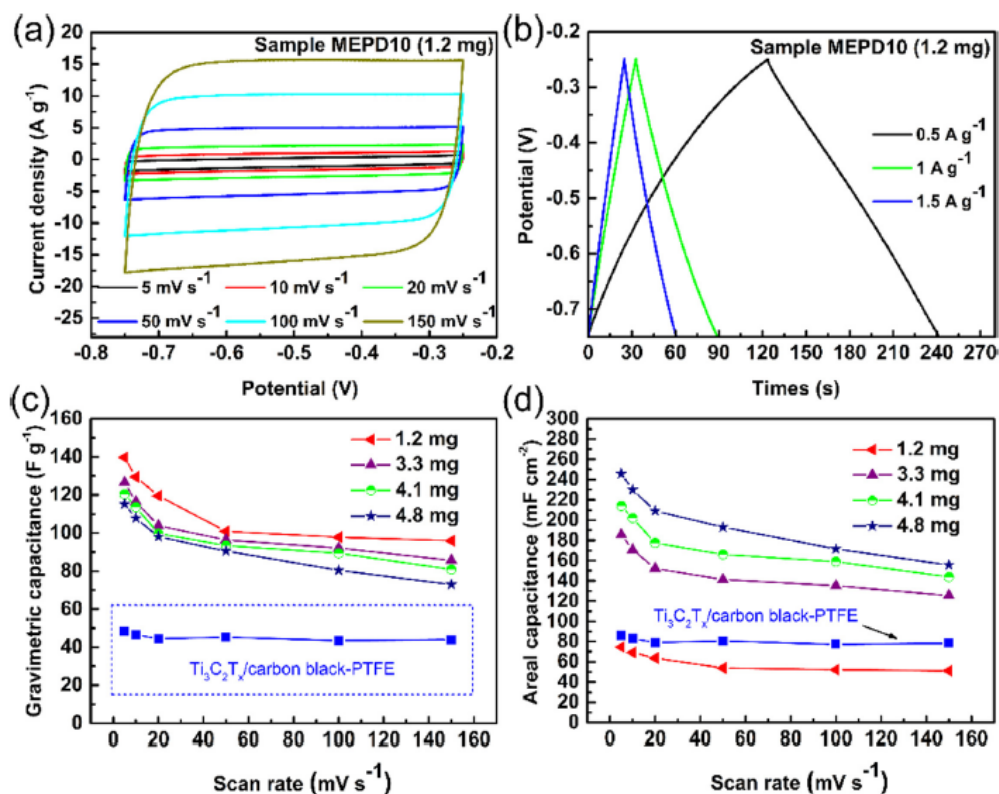 (a)
Sample MEPD10 (1.2 mg)
25
20
15
10
5
0
-5
-10
-15
-20
-25
Current density (A g⁻¹)
5 mV s⁻¹ 10 mV s⁻¹ 20 mV s⁻¹
50 mV s⁻¹ 100 mV s⁻¹ 150 mV s⁻¹
-0.8 -0.7 -0.6 -0.5 -0.4 -0.3 -0.2
Potential (V)
(b)
Sample MEPD10 (1.2 mg)
-0.2
-0.3
-0.4
-0.5
-0.6
-0.7
Potential (V)
0.5 A g⁻¹
1 A g⁻¹
1.5 A g⁻¹
0 30 60 90 120 150 180 210 240 270
Times (s)
(c)
160
140
120
100
80
60
40
20
0
Gravimetric capacitance (F g⁻¹)
1.2 mg
3.3 mg
4.1 mg
4.8 mg
Ti₃C₂Tₓ/carbon black-PTFE
0 20 40 60 80 100 120 140 160
Scan rate (mV s⁻¹)
(d)
300
280
260
240
220
200
180
160
140
120
100
80
60
40
20
0
Areal capacitance (mF cm⁻²)
1.2 mg
3.3 mg
4.1 mg
4.8 mg
Ti₃C₂Tₓ/carbon black-PTFE
0 20 40 60 80 100 120 140 160
Scan rate (mV s⁻¹)